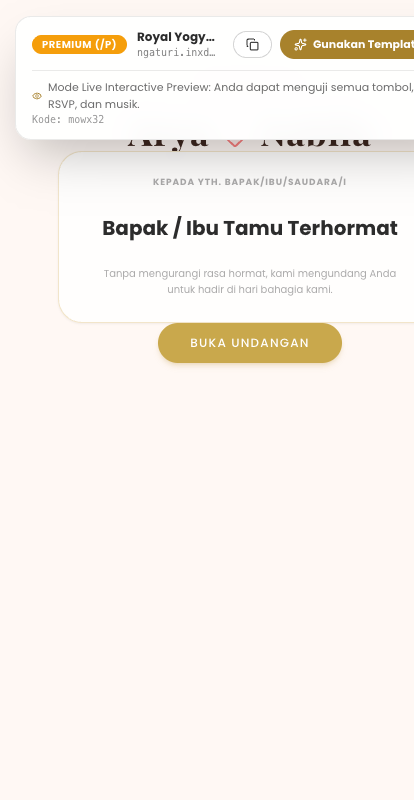 PREMIUM (/P)
Royal Yogy...
ngaturi.inxd…
Gunakan Templat
Mode Live Interactive Preview: Anda dapat menguji semua tombol,
RSVP, dan musik.
Kode: mowx32
Arya Nabila
KEPADA YTH. BAPAK/IBU/SAUDARA/I
Bapak / Ibu Tamu Terhormat
Tanpa mengurangi rasa hormat, kami mengundang Anda
untuk hadir di hari bahagia kami.
BUKA UNDANGAN